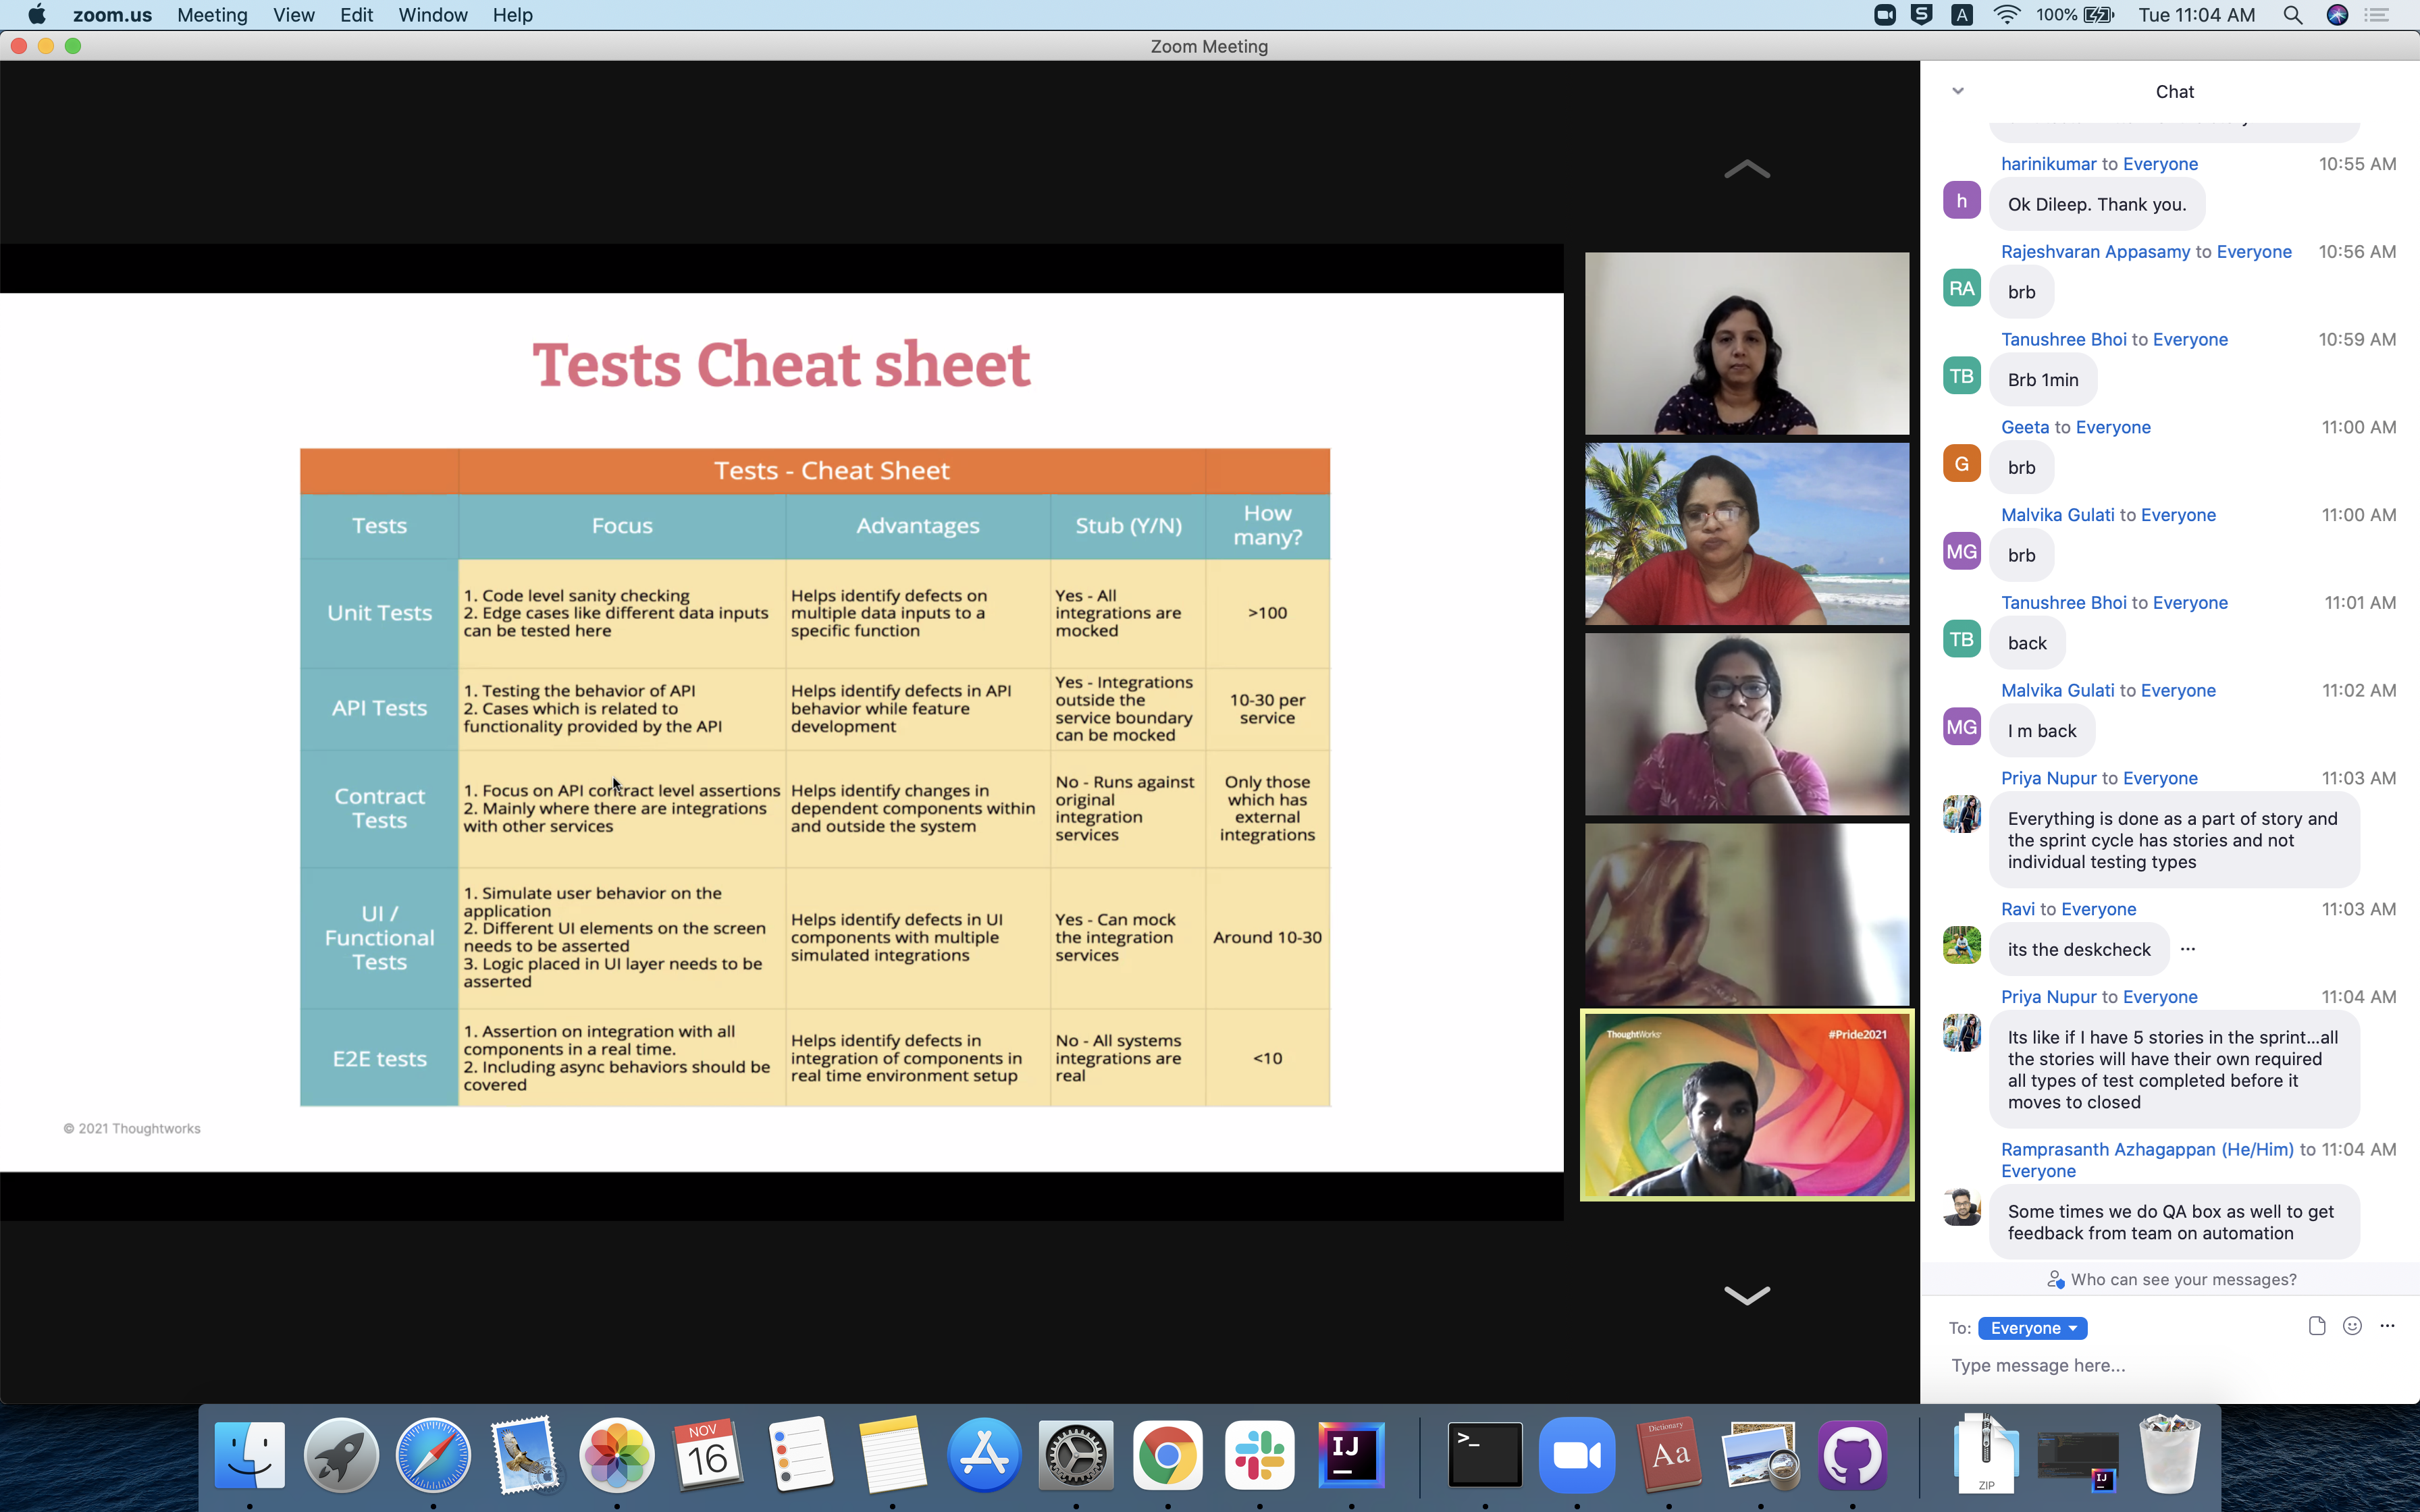 zoom.us Meeting View Edit Window Help
100% Tue 11:04 AM
Zoom Meeting
Tests Cheat sheet
Tests - Cheat Sheet
Tests Focus Advantages Stub (Y/N) How many?
Unit Tests
1. Code level sanity checking
2. Edge cases like different data inputs
can be tested here
Helps identify defects on
multiple data inputs to a
specific function
Yes - All
integrations are
mocked
>100
API Tests
1. Testing the behavior of API
2. Cases which is related to
functionality provided by the API
Helps identify defects in API
behavior while feature
development
Yes - Integrations
outside the
service boundary
can be mocked
10-30 per
service
Contract
Tests
1. Focus on API contract level assertions
2. Mainly where there are integrations
with other services
Helps identify changes in
dependent components within
and outside the system
No - Runs against
original
integration
services
Only those
which has
external
integrations
UI /
Functional
Tests
1. Simulate user behavior on the
application
2. Different UI elements on the screen
needs to be asserted
3. Logic placed in UI layer needs to be
asserted
Helps identify defects in UI
components with multiple
simulated integrations
Yes - Can mock
the integration
services
Around 10-30
E2E tests
1. Assertion on integration with all
components in a real time.
2. Including async behaviors should be
covered
Helps identify defects in
integration of components in
real time environment setup
No - All systems
integrations are
real
<10
© 2021 Thoughtworks
ThoughtWorks #Pride2021
Chat
harinikumar to Everyone 10:55 AM
h
Ok Dileep. Thank you.
Rajeshvaran Appasamy to Everyone 10:56 AM
RA
brb
Tanushree Bhoi to Everyone 10:59 AM
TB
Brb 1min
Geeta to Everyone 11:00 AM
G
brb
Malvika Gulati to Everyone 11:00 AM
MG
brb
Tanushree Bhoi to Everyone 11:01 AM
TB
back
Malvika Gulati to Everyone 11:02 AM
MG
I m back
Priya Nupur to Everyone 11:03 AM
Everything is done as a part of story and
the sprint cycle has stories and not
individual testing types
Ravi to Everyone 11:03 AM
its the deskcheck ...
Priya Nupur to Everyone 11:04 AM
Its like if I have 5 stories in the sprint...all
the stories will have their own required
all types of test completed before it
moves to closed
Ramprasanth Azhagappan (He/Him) to 11:04 AM
Everyone
Some times we do QA box as well to get
feedback from team on automation
Who can see your messages?
To: Everyone
Type message here...
NOV
16
IJ
>_
Dictionary
Aa
ZIP
IJ